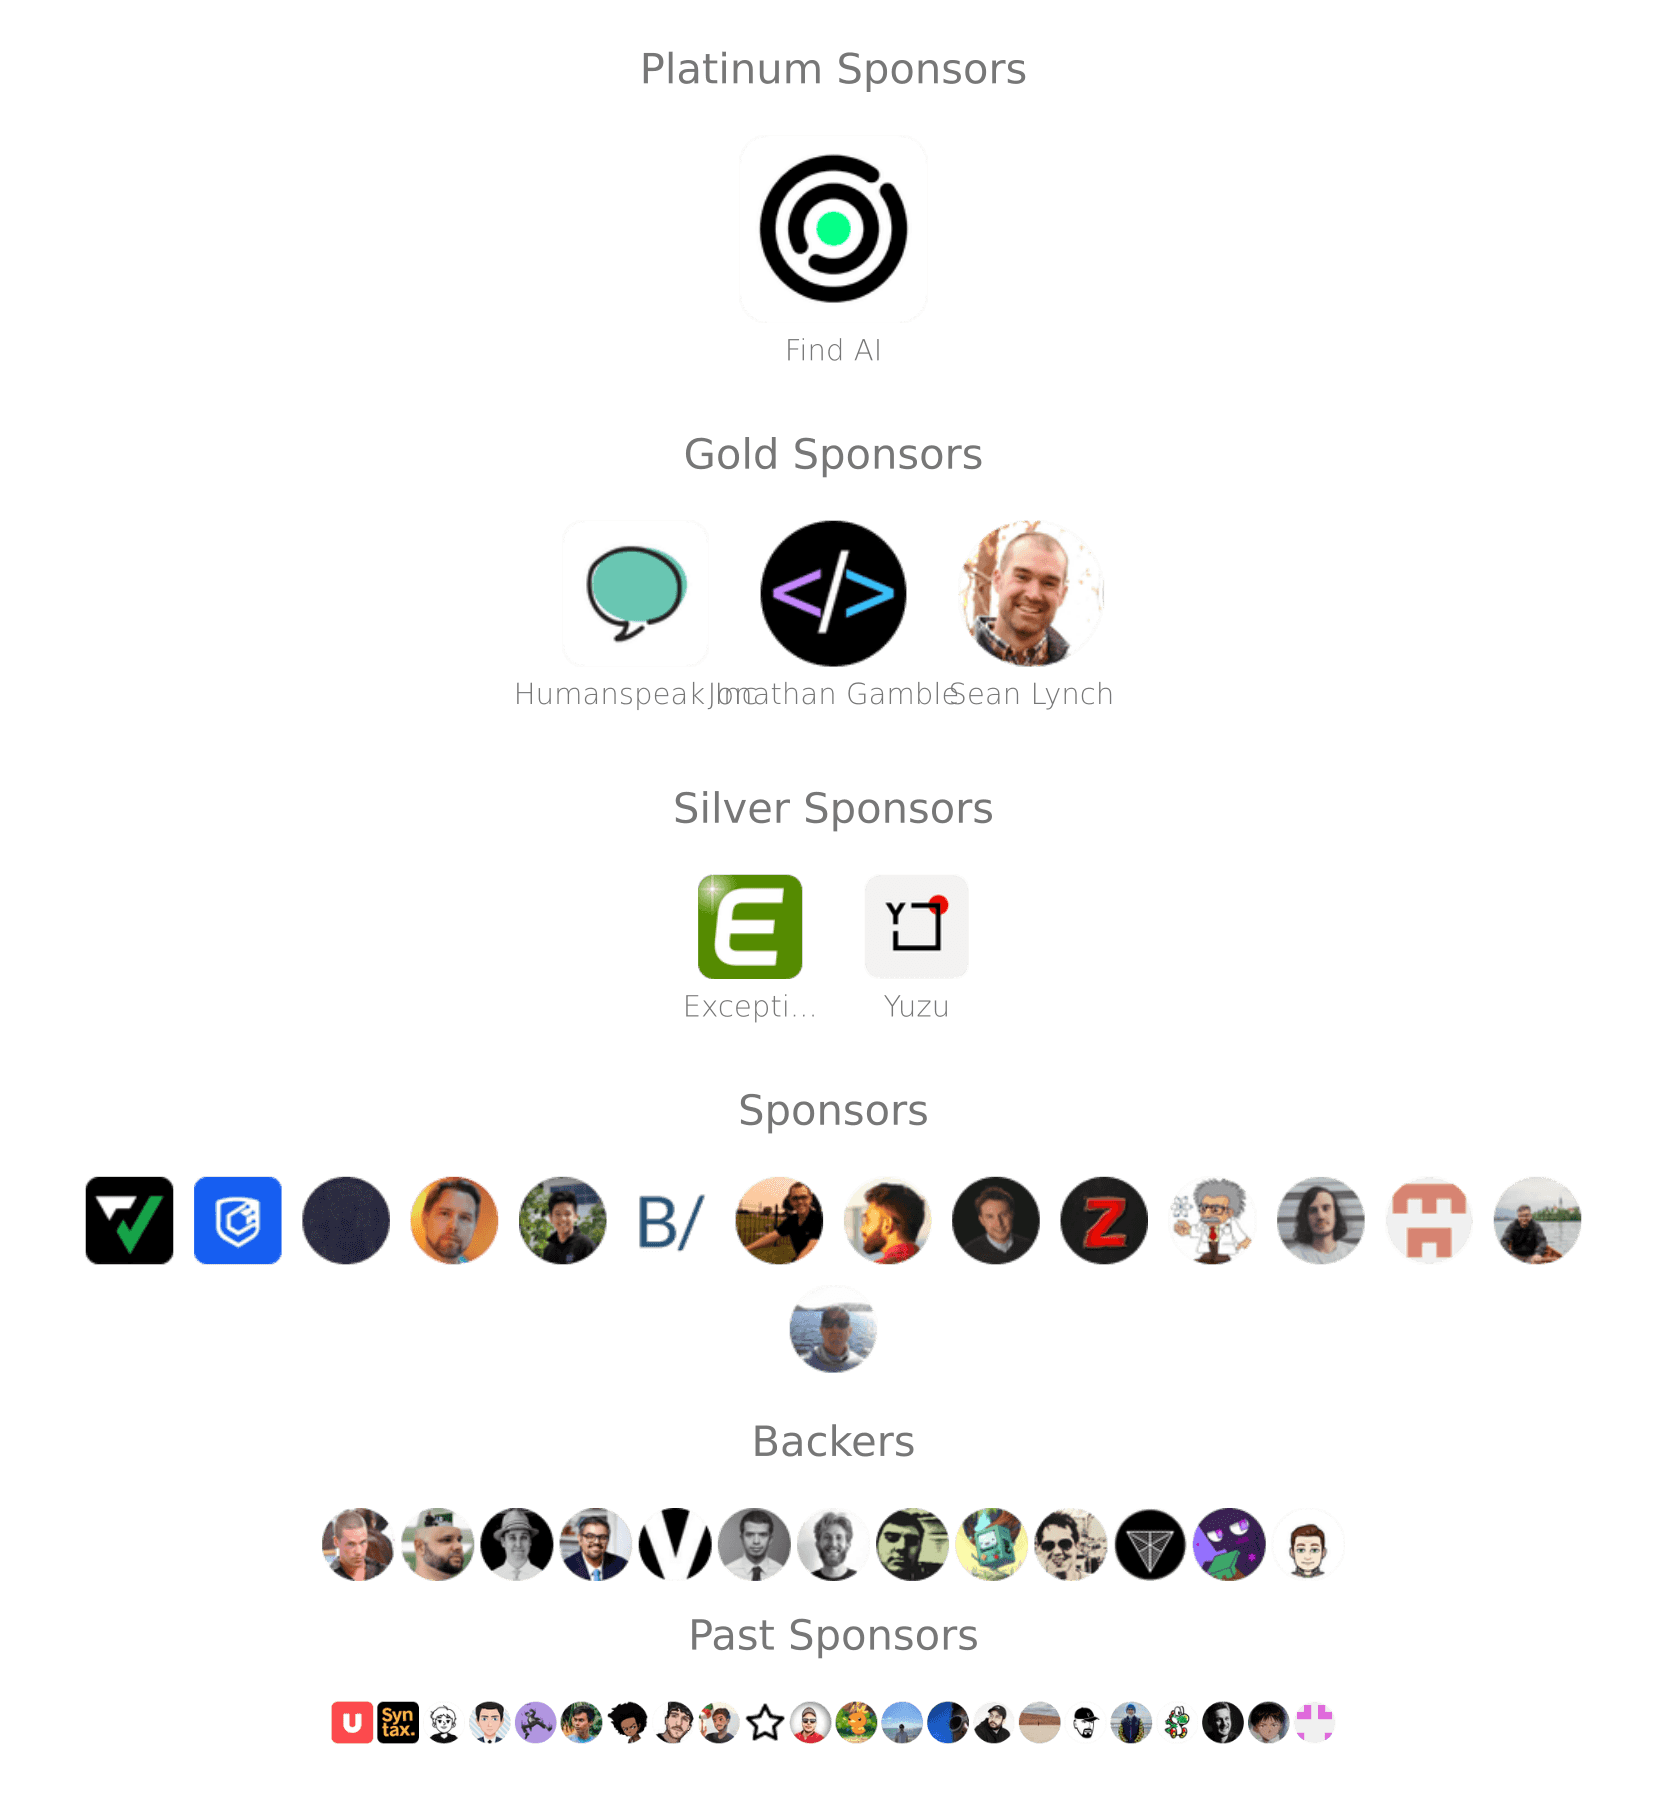 Platinum Sponsors
Find AI
Gold Sponsors
Humanspeak Inc Jonathan Gamble Sean Lynch
Silver Sponsors
E Y
Excepti... Yuzu
Sponsors
B/ Z
Backers
V
Past Sponsors
U Syn
tax.